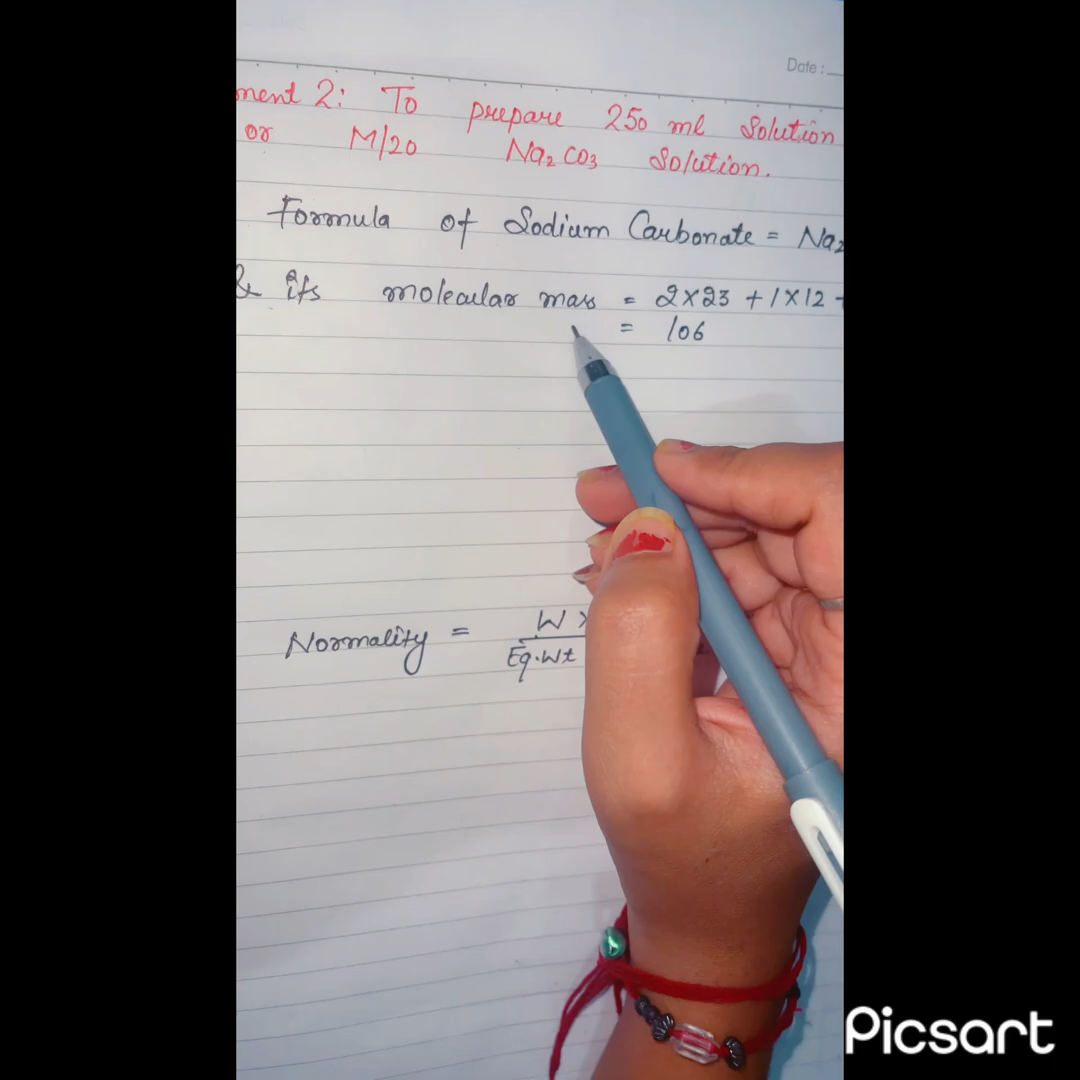 Date :
ment 2: To prepare 250 ml Solution
or M/20 Na₂CO₃ Solution.
Formula of Sodium Carbonate = Na₂
& its molecular mass = 2×23 + 1×12 +
= 106
Normality = W ×
Eq.Wt
Picsart